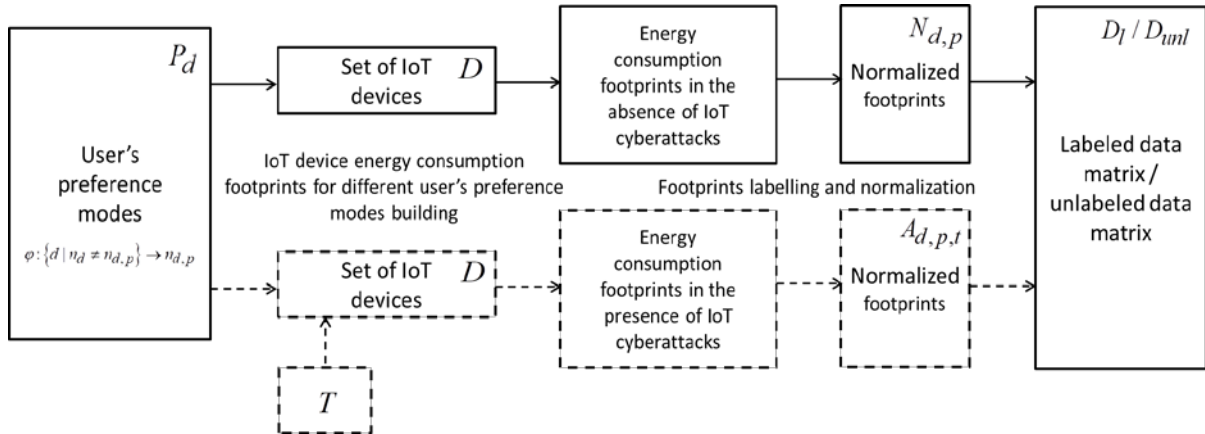 P_d
User's
preference
modes
φ:{d | n_d ≠ n_{d,p}} → n_{d,p}
Set of IoT
devices
D
Energy
consumption
footprints in the
absence of IoT
cyberattacks
N_{d,p}
Normalized
footprints
D_l / D_{unl}
Labeled data
matrix /
unlabeled data
matrix
IoT device energy consumption
footprints for different user's preference
modes building
Footprints labelling and normalization
Set of IoT
devices
D
Energy
consumption
footprints in the
presence of IoT
cyberattacks
A_{d,p,t}
Normalized
footprints
T